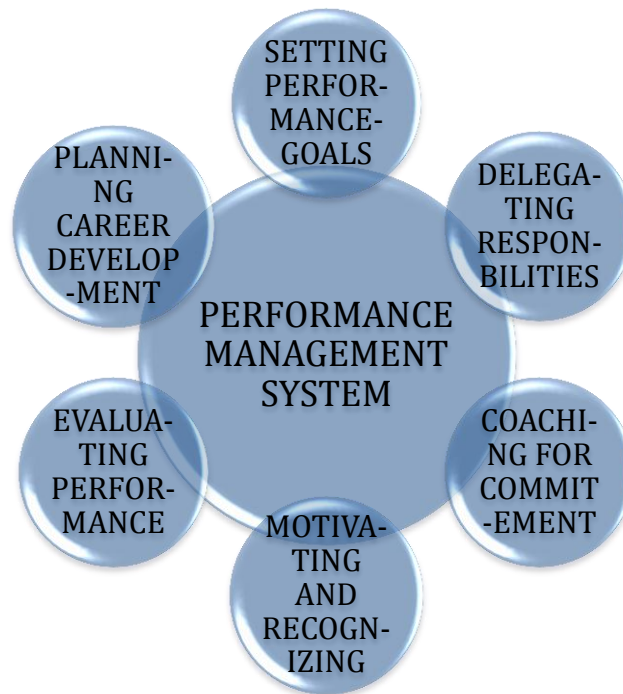 SETTING
PERFOR-
MANCE-
GOALS
DELEGA-
TING
RESPON-
BILITIES
COACHI-
NG FOR
COMMIT
-EMENT
MOTIVA-
TING
AND
RECOGN-
IZING
EVALUA-
TING
PERFOR-
MANCE
PLANNI-
NG
CAREER
DEVELOP
-MENT
PERFORMANCE
MANAGEMENT
SYSTEM